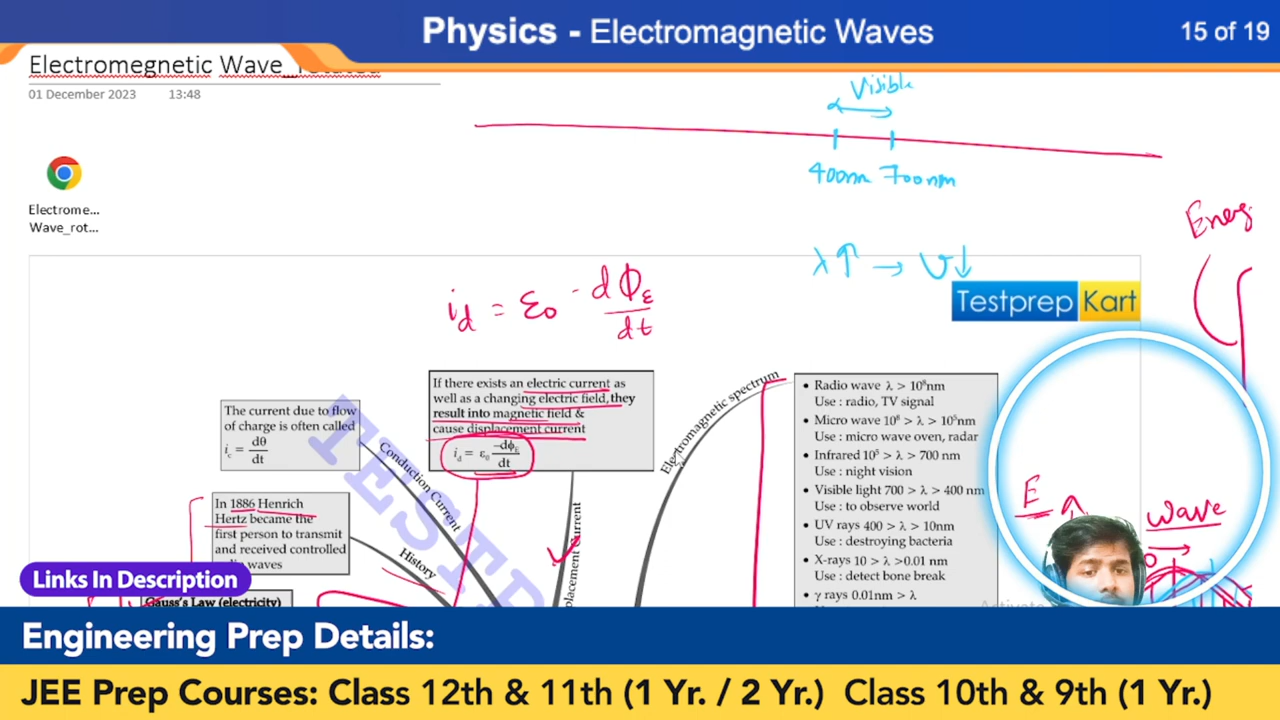 Physics - Electromagnetic Waves
15 of 19
Electromegnetic Wave_rotated
01 December 2023 13:48
Visible
400nm 700nm
Electrome...
Wave_rot...
λ↑ → ν↓
i_d = ε₀ -dΦ_E/dt
Testprep Kart
The current due to flow
of charge is often called
i_c = dθ/dt
If there exists an electric current as
well as a changing electric field, they
result into magnetic field &
cause displacement current
i_d = ε₀ -dϕ_E/dt
Conduction Current
Electromagnetic spectrum
• Radio wave λ > 10⁸nm
Use : radio, TV signal
• Micro wave 10⁸ > λ > 10⁵nm
Use : micro wave oven, radar
• Infrared 10⁵ > λ > 700 nm
Use : night vision
• Visible light 700 > λ > 400 nm
Use : to observe world
• UV rays 400 > λ > 10nm
Use : destroying bacteria
• X-rays 10 > λ >0.01 nm
Use : detect bone break
• γ rays 0.01nm > λ
In 1886 Henrich
Hertz became the
first person to transmit
and received controlled
waves
History
E
wave
Gauss's Law (electricity)
Links In Description
Engineering Prep Details:
JEE Prep Courses: Class 12th & 11th (1 Yr. / 2 Yr.) Class 10th & 9th (1 Yr.)